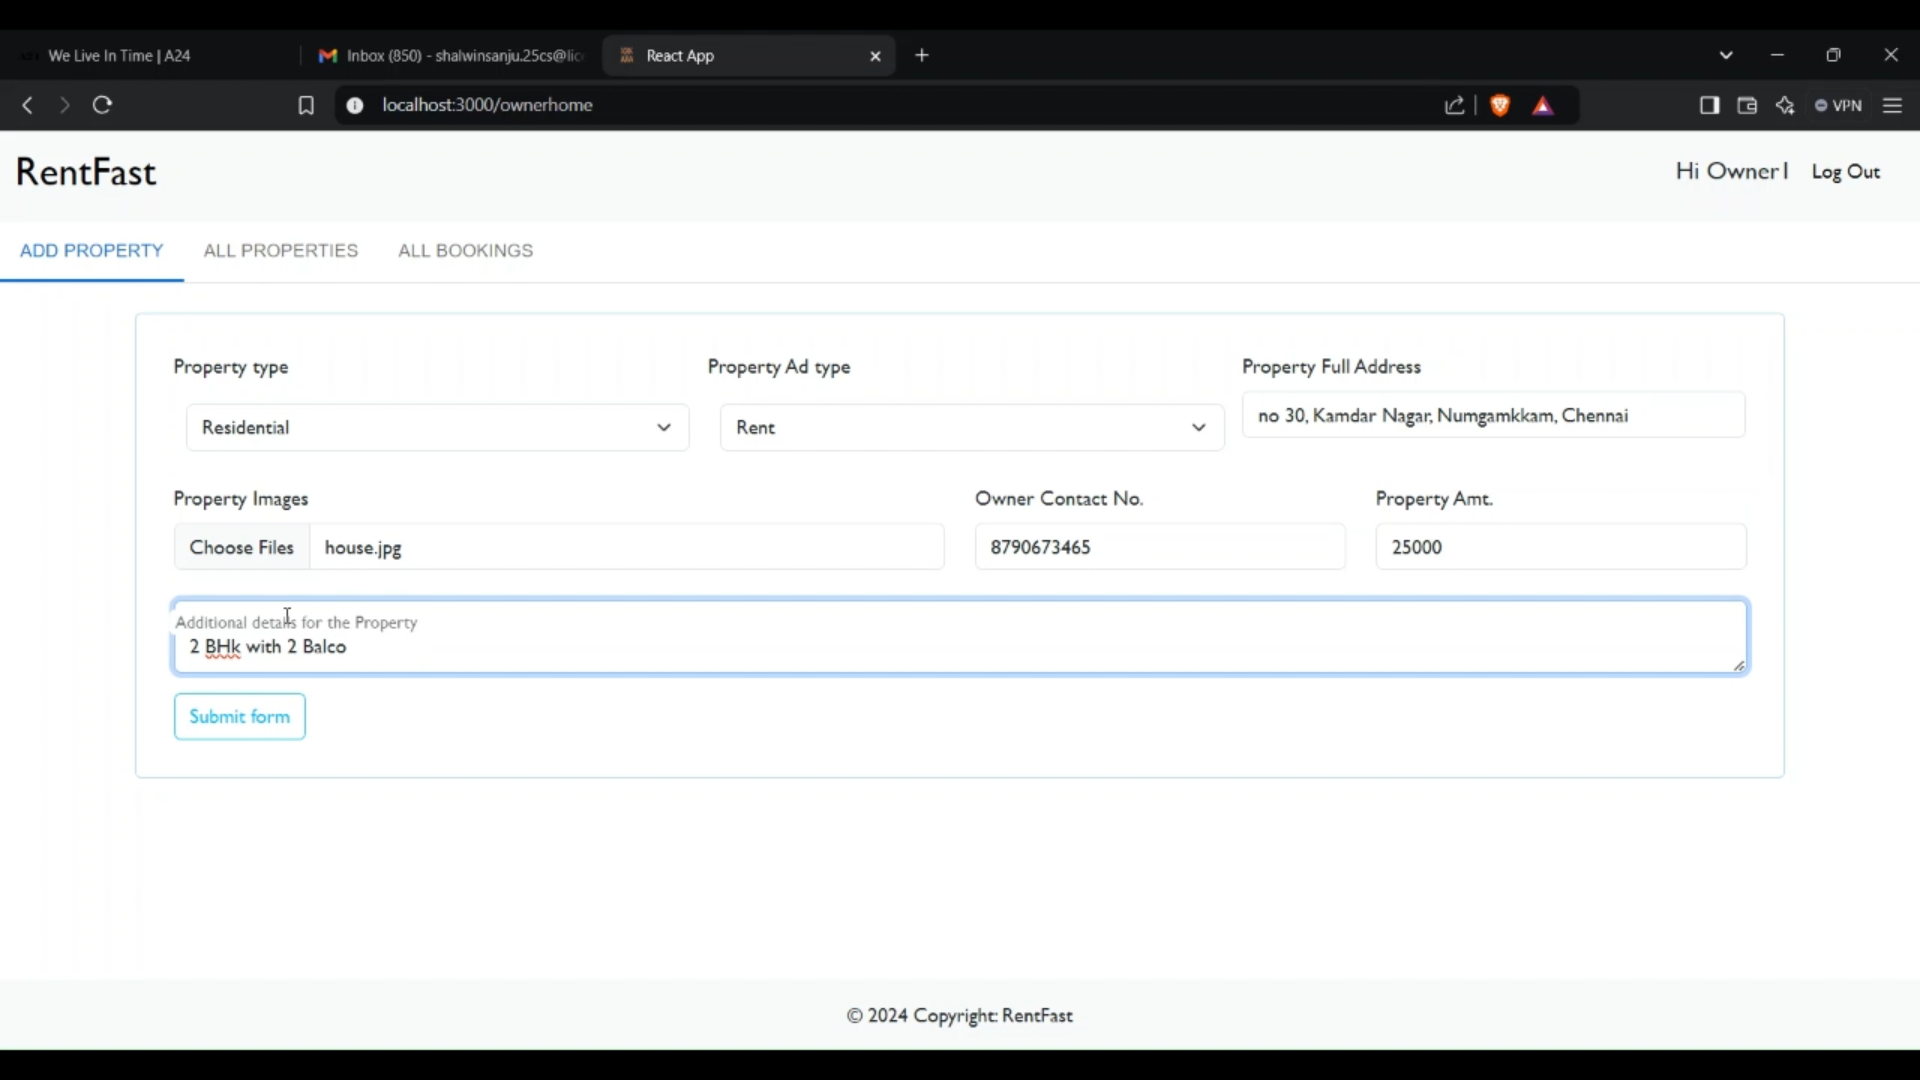 We Live In Time | A24
Inbox (850) - shalwinsanju.25cs@lic
React App
localhost:3000/ownerhome
VPN
RentFast
Hi Owner1
Log Out
ADD PROPERTY
ALL PROPERTIES
ALL BOOKINGS
Property type
Property Ad type
Property Full Address
Residential
Rent
no 30, Kamdar Nagar, Numgamkkam, Chennai
Property Images
Owner Contact No.
Property Amt.
Choose Files
house.jpg
8790673465
25000
Additional details for the Property
2 BHk with 2 Balco
Submit form
© 2024 Copyright: RentFast